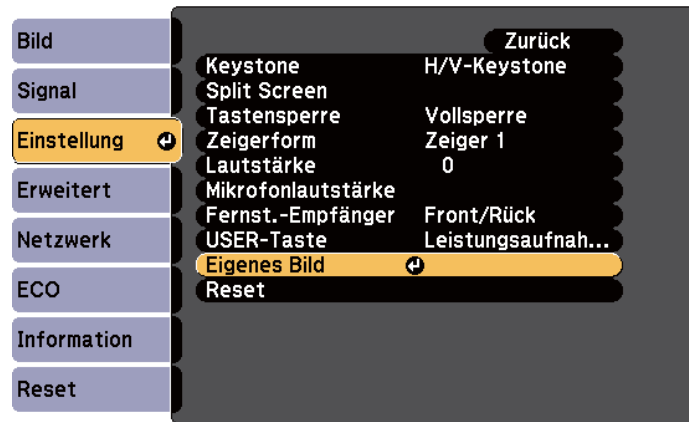 Bild
Signal
Einstellung
Erweitert
Netzwerk
ECO
Information
Reset
Zurück
Keystone H/V-Keystone
Split Screen
Tastensperre Vollsperre
Zeigerform Zeiger 1
Lautstärke 0
Mikrofonlautstärke
Fernst.-Empfänger Front/Rück
USER-Taste Leistungsaufnah...
Eigenes Bild
Reset